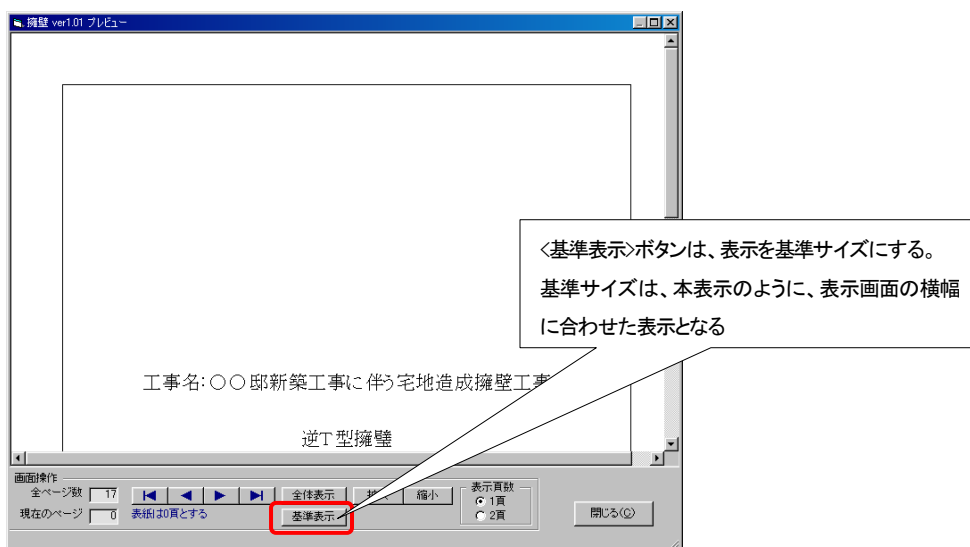 擁壁 ver1.01 プレビュー
<基準表示>ボタンは、表示を基準サイズにする。
基準サイズは、本表示のように、表示画面の横幅
に合わせた表示となる
工事名:○○邸新築工事に伴う宅地造成擁壁工事
逆T型擁壁
画面操作
全ページ数 17
全体表示
縮小
表示頁数
1頁
2頁
現在のページ 0
表紙は0頁とする
基準表示
閉じる(C)